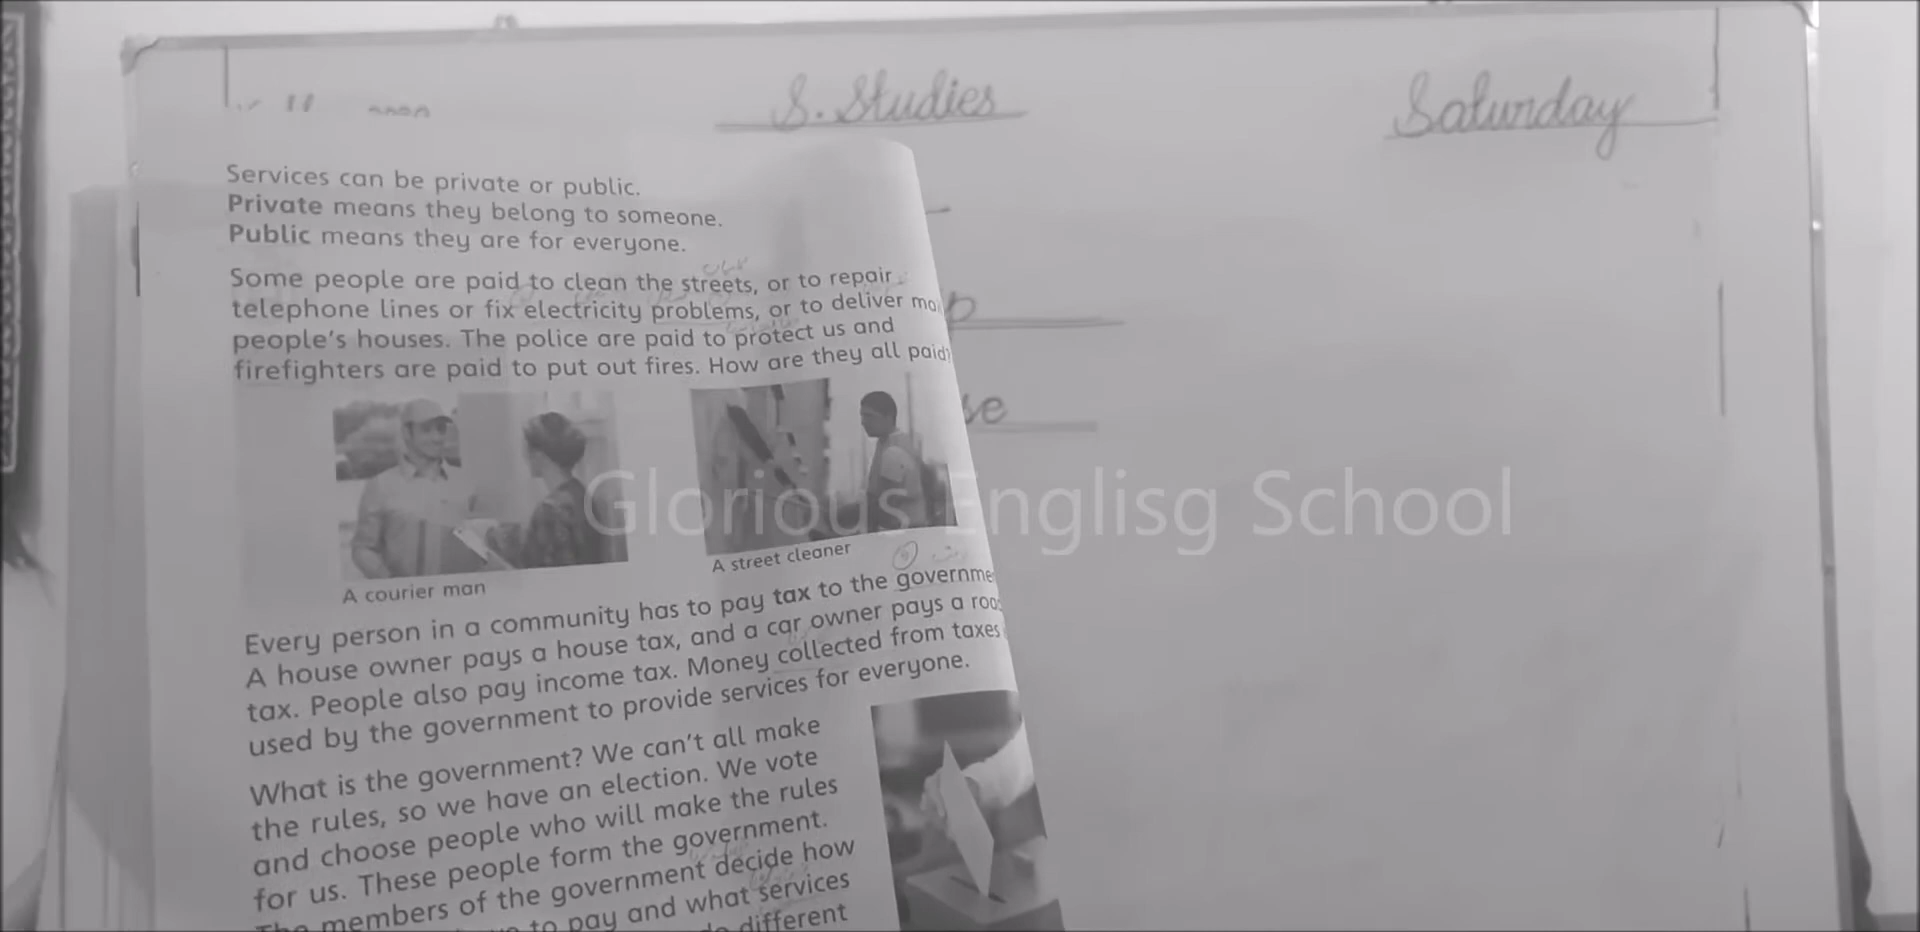 S. Studies
Saturday
Services can be private or public.
Private means they belong to someone.
Public means they are for everyone.
Some people are paid to clean the streets, or to repair
telephone lines or fix electricity problems, or to deliver
people's houses. The police are paid to protect us and
firefighters are paid to put out fires. How are they all paid?
A courier man
A street cleaner
Glorious Englisg School
Every person in a community has to pay tax to the
A house owner pays a house tax, and a car owner pays a
tax. People also pay income tax. Money collected from taxes
used by the government to provide services for everyone.
What is the government? We can't all make
the rules, so we have an election. We vote
and choose people who will make the rules
for us. These people form the government.
The members of the government decide how
to pay and what services
different